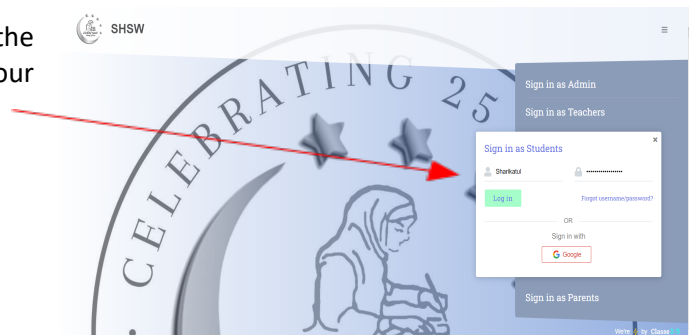 the
our
SHSW
CELEBRATING 25
Sign in as Admin
Sign in as Teachers
Sign in as Students
×
Sharikatul
Log in
Forgot username/password?
OR
Sign in with
Google
Sign in as Parents
We're by Classe